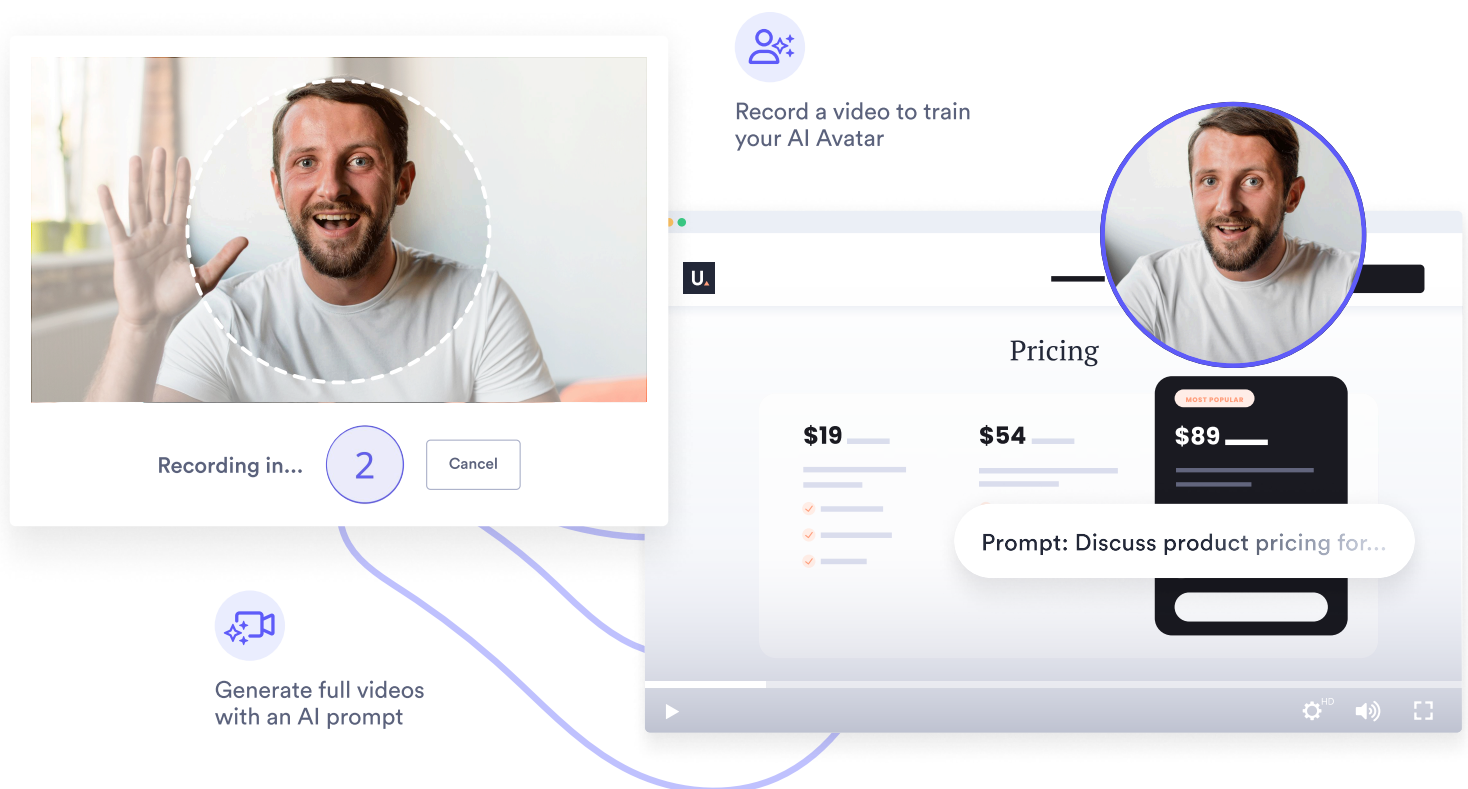 Record a video to train
your AI Avatar
U.
Pricing
MOST POPULAR
$19
$54
$89
Recording in...
2
Cancel
Prompt: Discuss product pricing for...
Generate full videos
with an AI prompt
HD